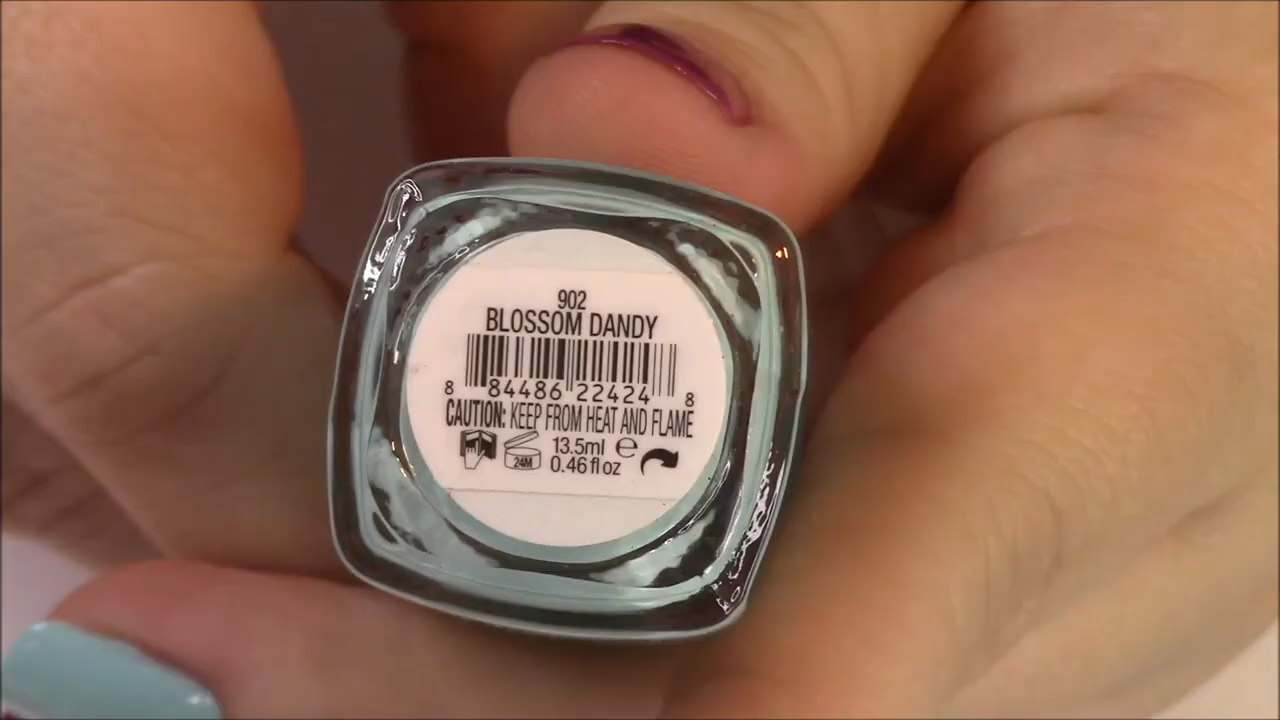 902
BLOSSOM DANDY
8 84486 22424 8
CAUTION: KEEP FROM HEAT AND FLAME
24M
13.5ml e
0.46 fl oz